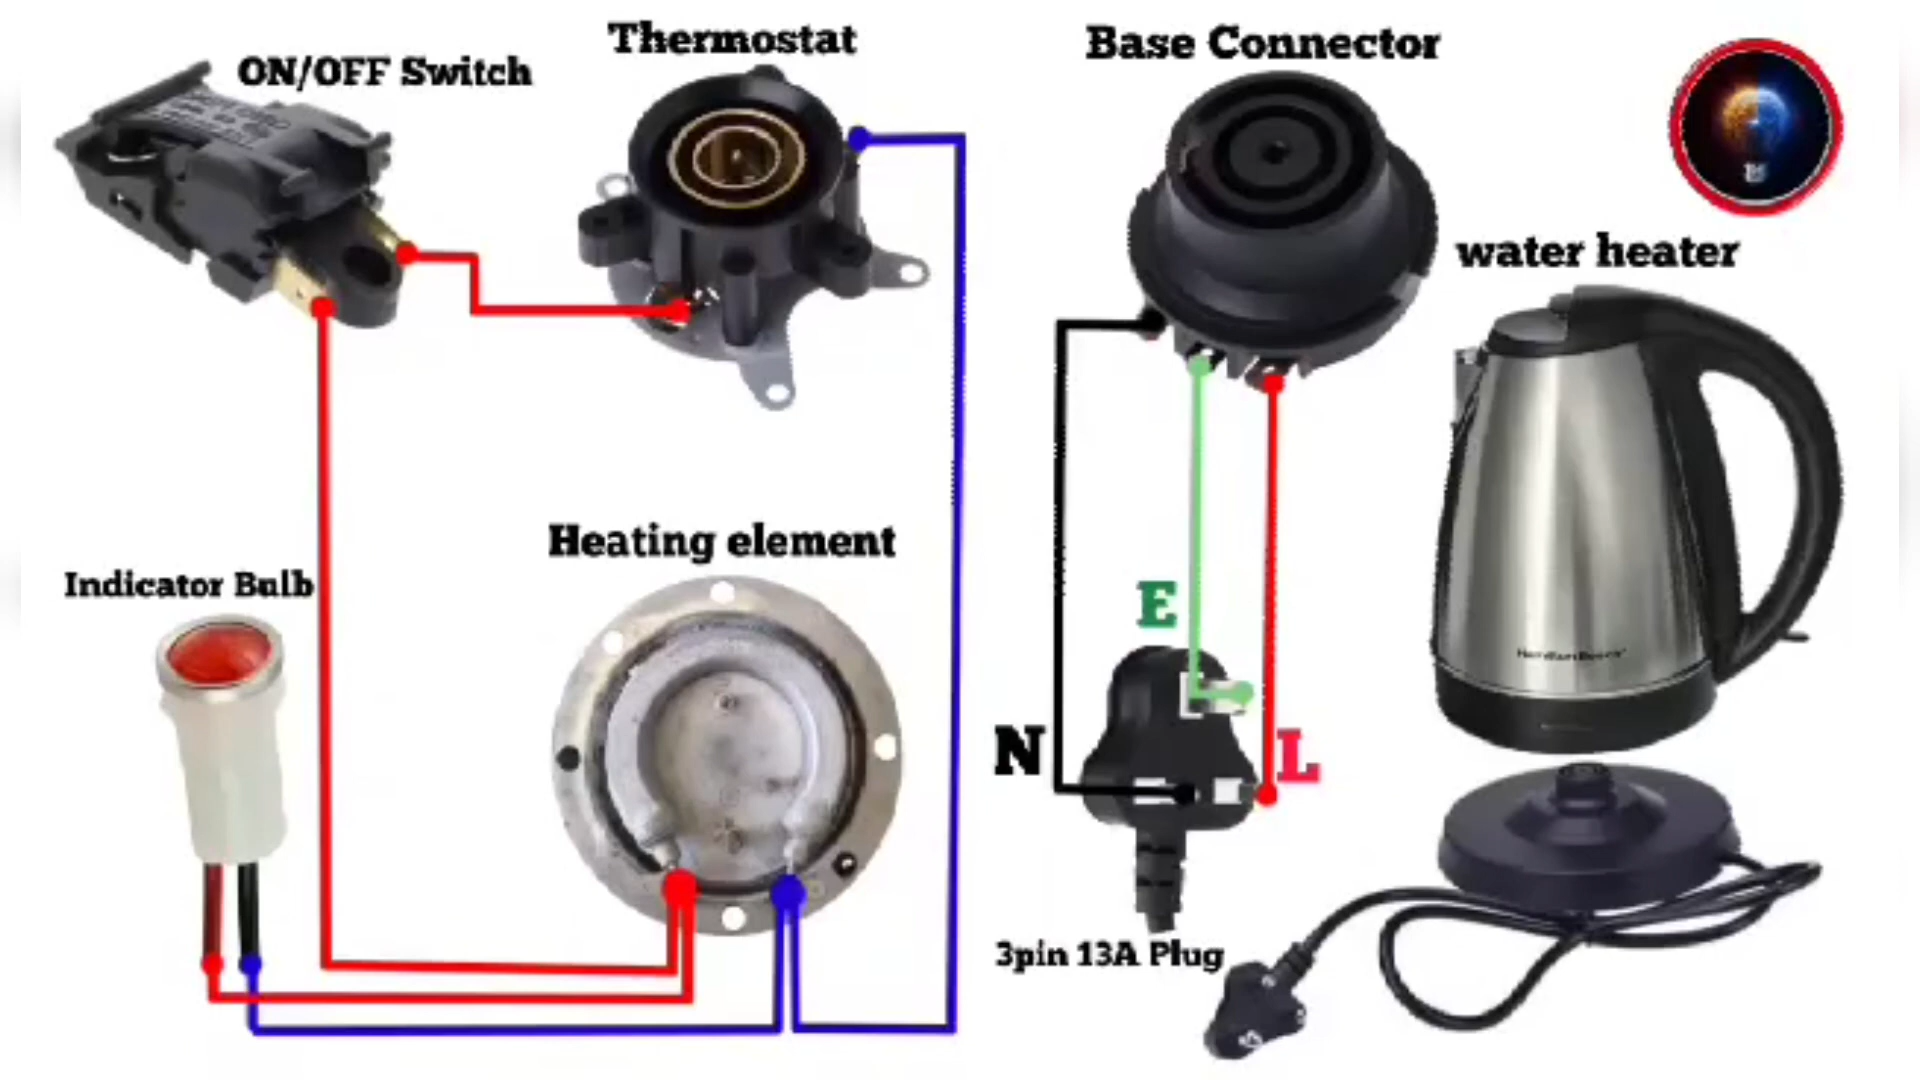 ON/OFF Switch
Thermostat
Base Connector
water heater
Heating element
Indicator Bulb
E
N
L
3pin 13A Plug